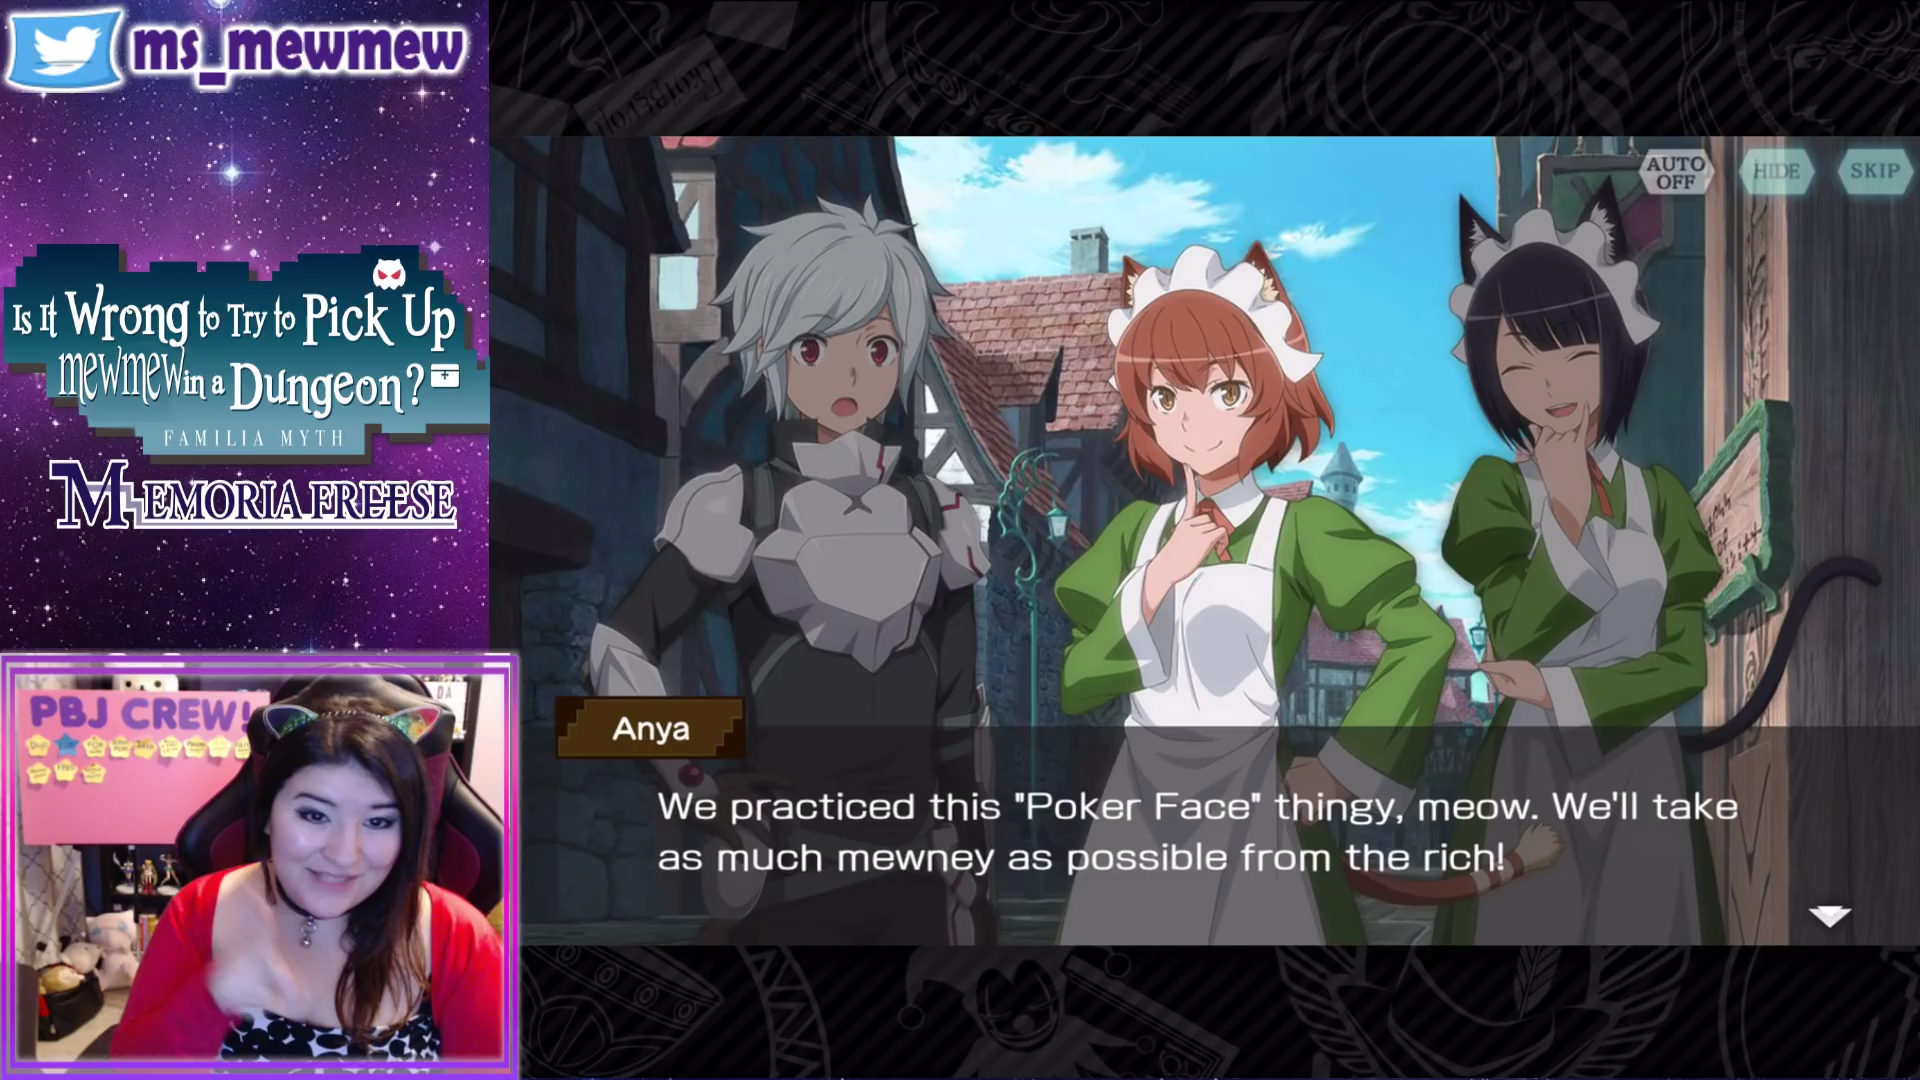 ms_mewmew
Is It Wrong to Try to Pick Up
mewmew in a Dungeon?
FAMILIA MYTH
MEMORIA FREESE
PBJ CREW!
DA
AUTO
OFF
HIDE
SKIP
Anya
We practiced this "Poker Face" thingy, meow. We'll take
as much mewney as possible from the rich!